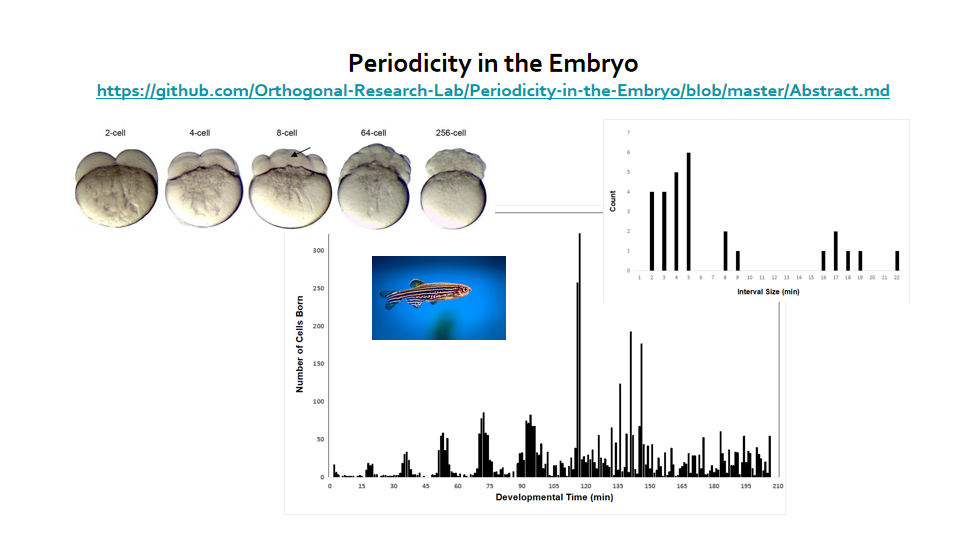 Periodicity in the Embryo
https://github.com/Orthogonal-Research-Lab/Periodicity-in-the-Embryo/blob/master/Abstract.md
2-cell 4-cell 8-cell 64-cell 256-cell
7
6
5
4
3
2
1
0
Count
1 2 3 4 5 6 7 8 9 10 11 12 13 14 15 16 17 18 19 20 21 22
Interval Size (min)
300
250
200
150
100
50
0
Number of Cells Born
0 15 30 45 60 75 90 105 120 135 150 165 180 195 210
Developmental Time (min)